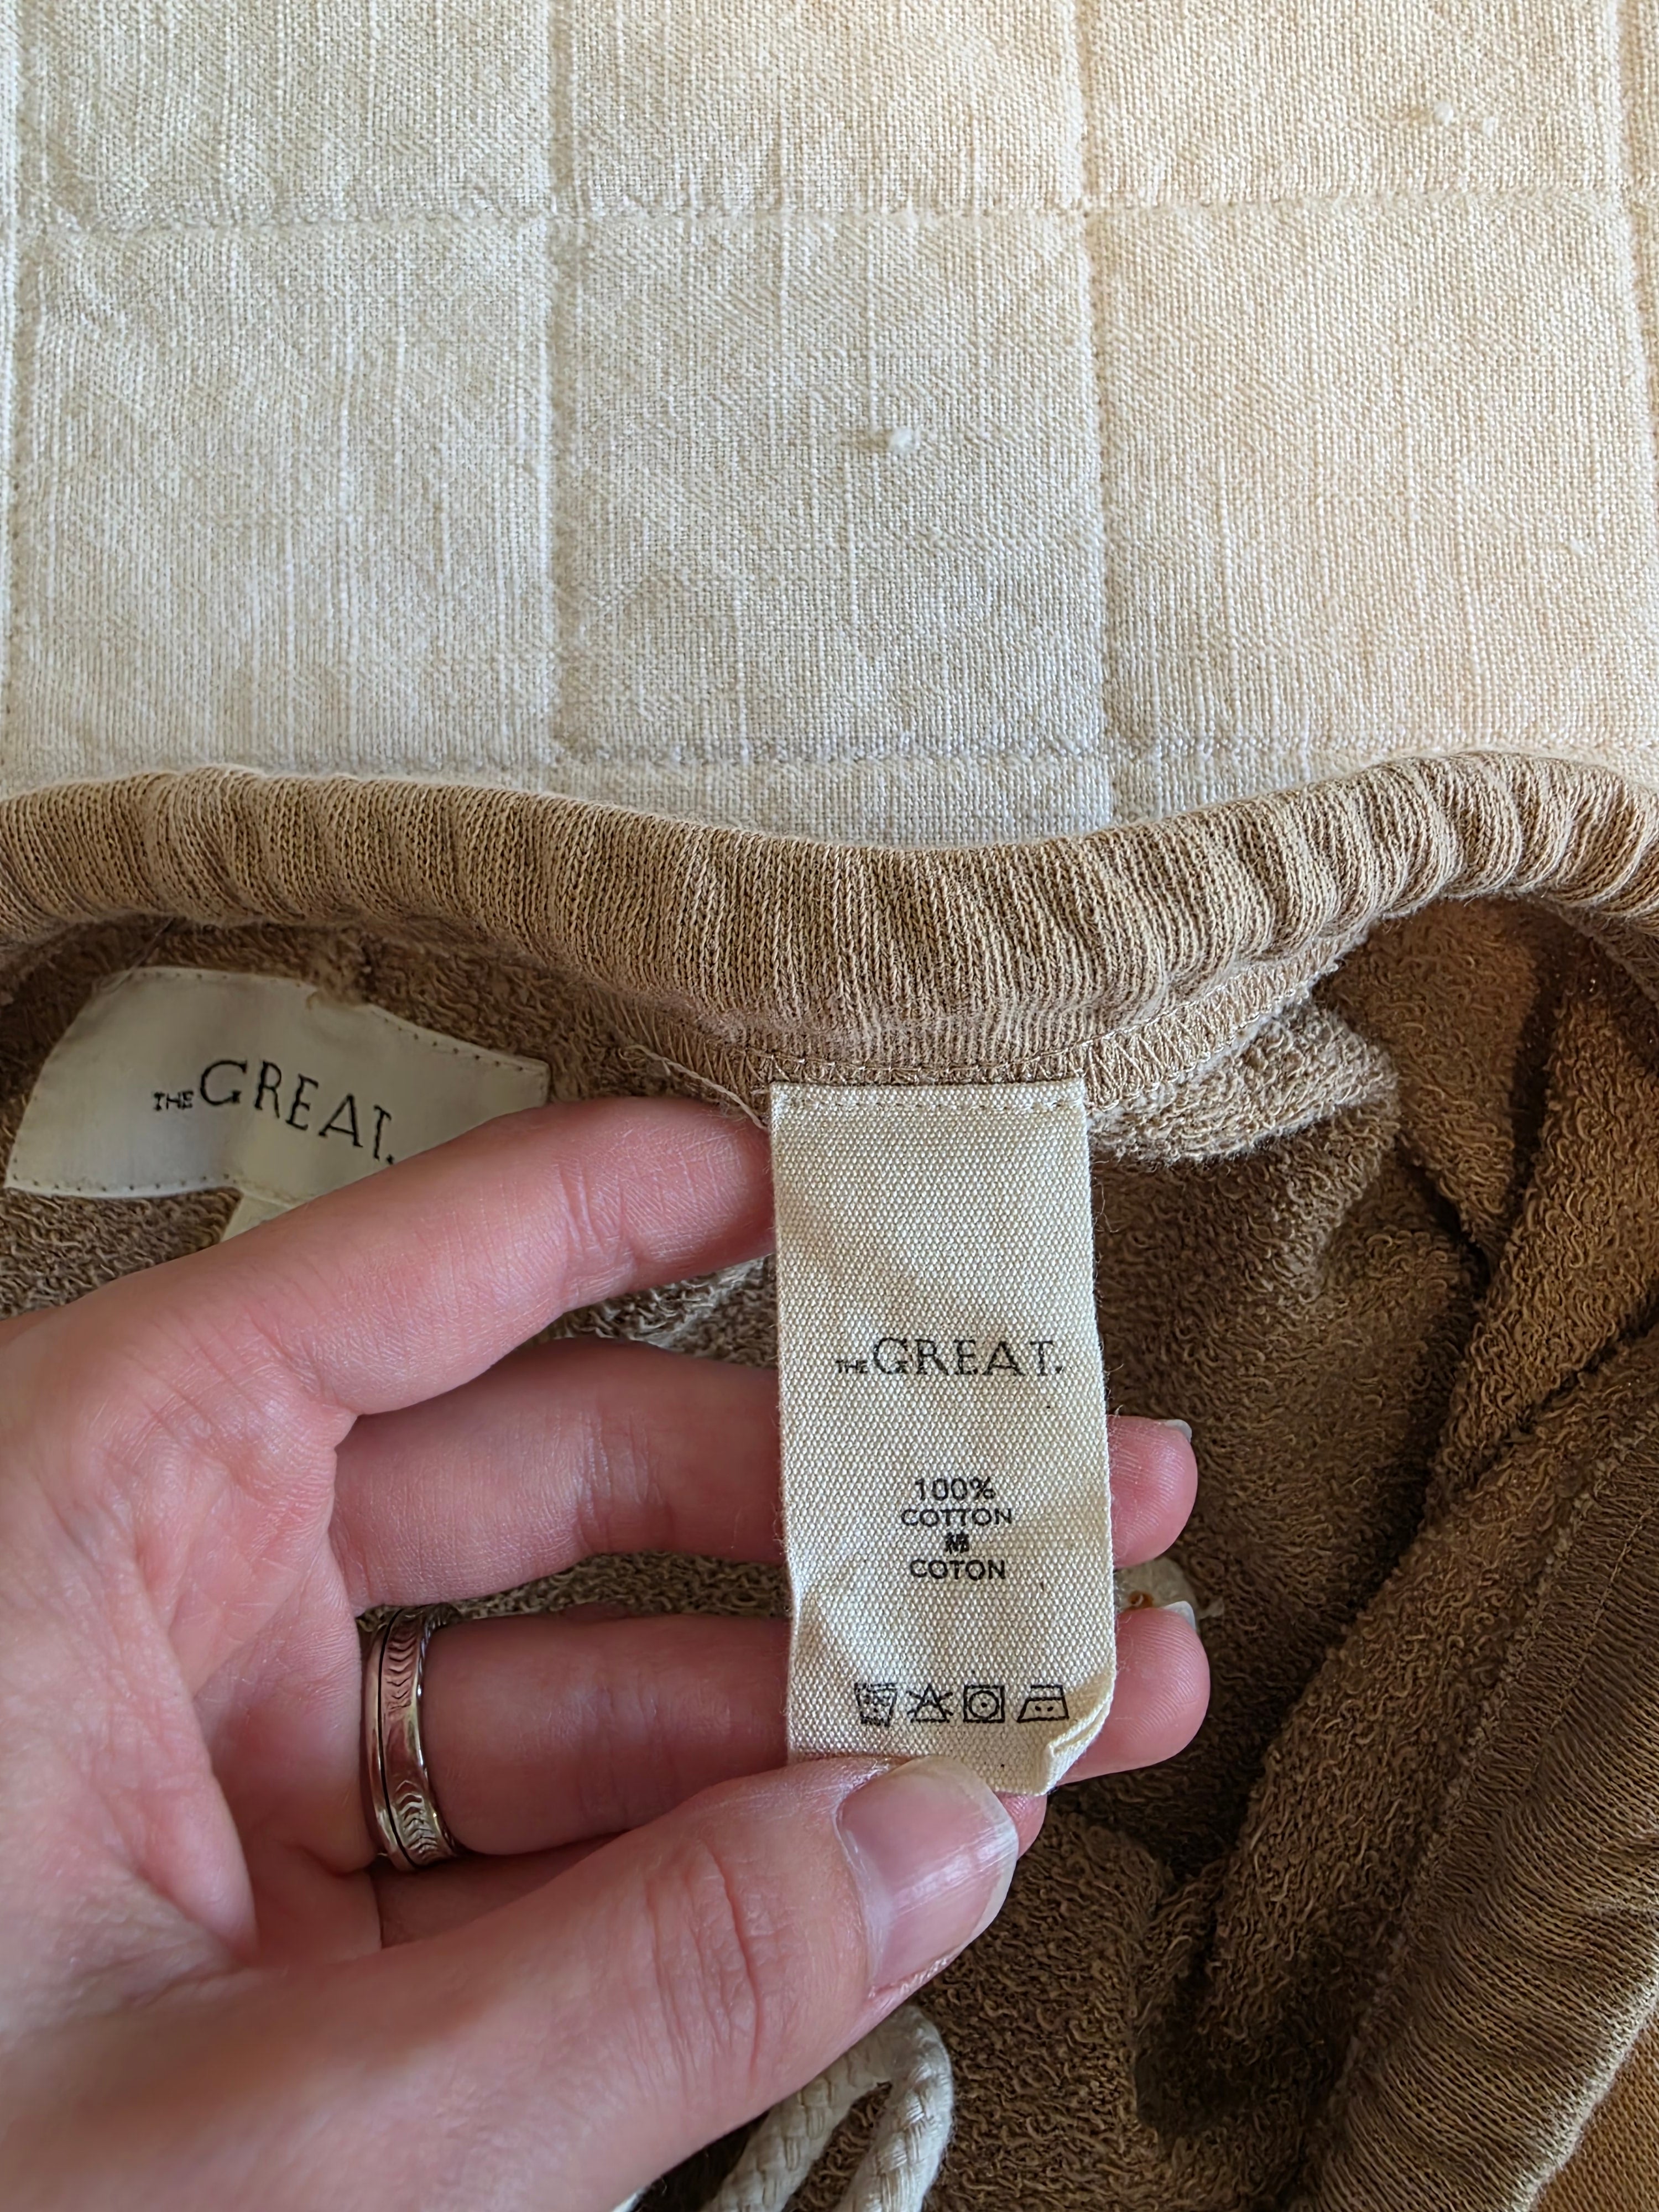 THE GREAT.
THE GREAT.
100%
COTTON
COTON